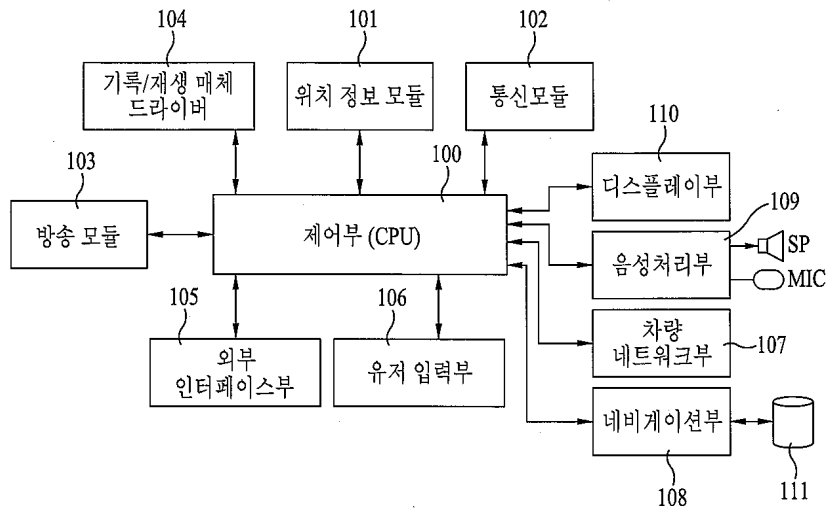 104
101
102
기록/재생 매체
드라이버
위치 정보 모듈
통신모듈
110
103
100
디스플레이부
109
방송 모듈
제어부 (CPU)
음성처리부
SP
MIC
105
106
차량
네트워크부
107
외부
인터페이스부
유저 입력부
네비게이션부
108
111